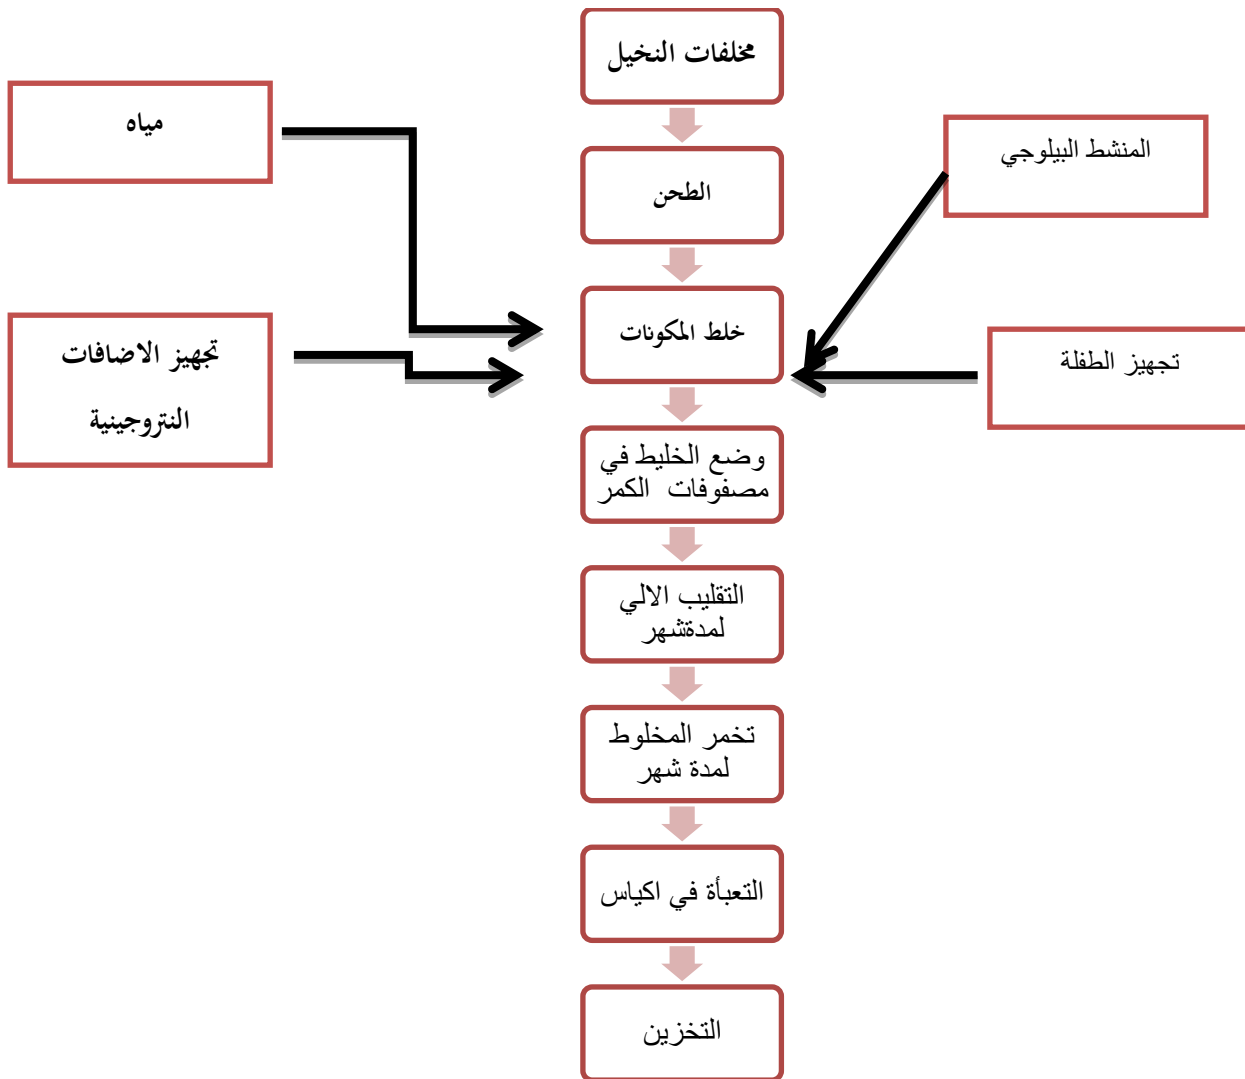 مخلفات النخيل
مياه
المنشط البيلوجي
الطحن
خلط المكونات
تجهيز الاضافات
النتروجينية
تجهيز الطفلة
وضع الخليط في
مصفوفات الكمر
التقليب الالي
لمدةشهر
تخمر المخلوط
لمدة شهر
التعبأة في اكياس
التخزين